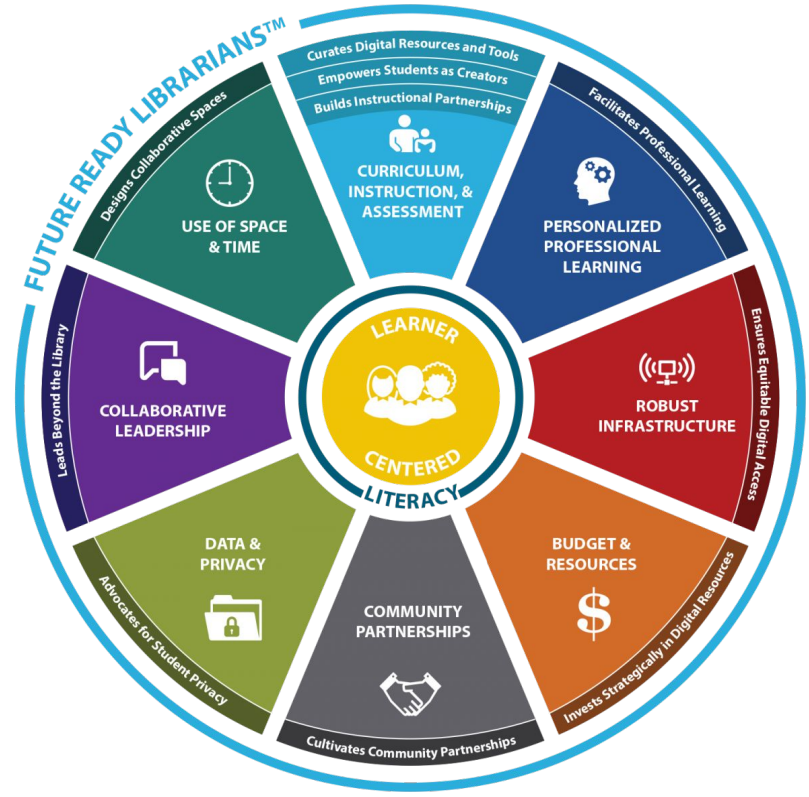 FUTURE READY LIBRARIANS™
Curates Digital Resources and Tools
Empowers Students as Creators
Builds Instructional Partnerships
CURRICULUM,
INSTRUCTION, &
ASSESSMENT
Facilitates Professional Learning
PERSONALIZED
PROFESSIONAL
LEARNING
Ensures Equitable Digital Access
ROBUST
INFRASTRUCTURE
Invests Strategically in Digital Resources
BUDGET &
RESOURCES
$
Cultivates Community Partnerships
COMMUNITY
PARTNERSHIPS
Advocates for Student Privacy
DATA &
PRIVACY
Leads Beyond the Library
COLLABORATIVE
LEADERSHIP
Designs Collaborative Spaces
USE OF SPACE
& TIME
LEARNER
CENTERED
LITERACY